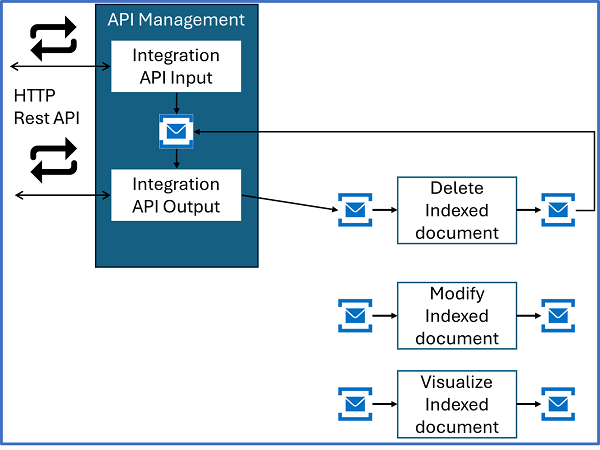 API Management
Integration
API Input
HTTP
Rest API
Integration
API Output
Delete
Indexed
document
Modify
Indexed
document
Visualize
Indexed
document